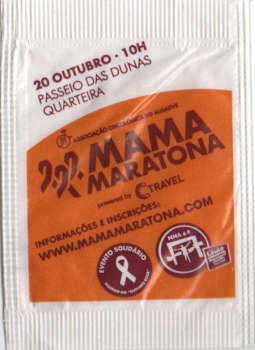 20 OUTUBRO · 10H
PASSEIO DAS DUNAS
QUARTEIRA
ASSOCIAÇÃO ONCOLÓGICA DO ALGARVE
MAMA
MARATONA
powered by TRAVEL
INFORMAÇÕES E INSCRIÇÕES:
WWW.MAMAMARATONA.COM
EVENTO SOLIDÁRIO